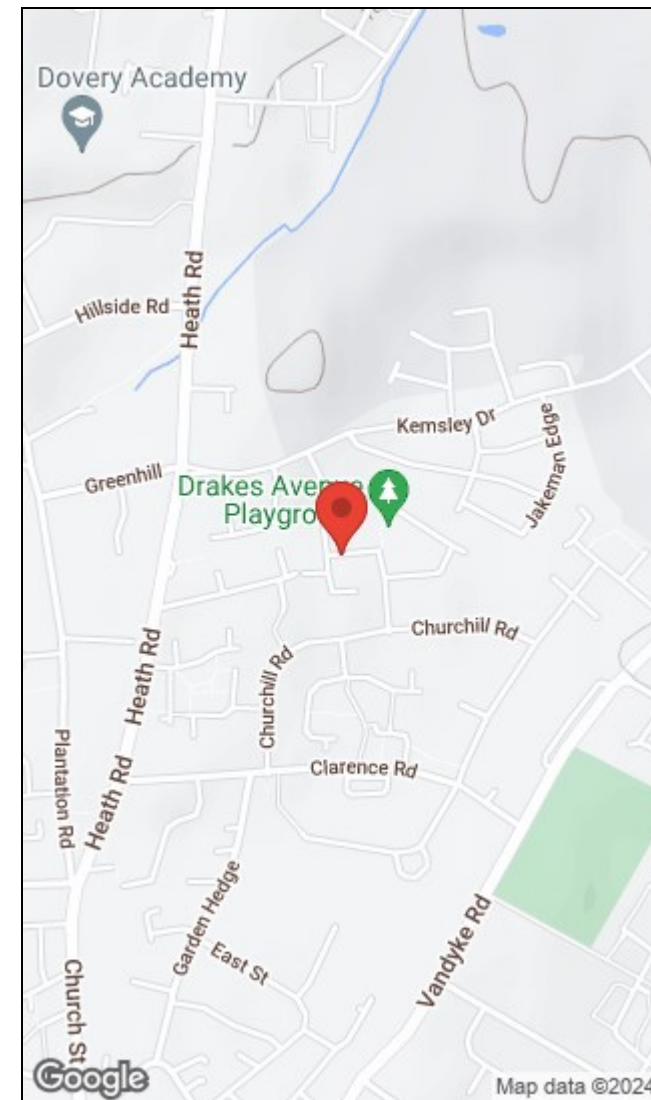 Dovery Academy
Heath Rd
Hillside Rd
Kemsley Dr
Jakeman Edge
Greenhill
Drakes Avenue
Playgro
Churchill Rd
Churchill Rd
Heath Rd
Plantation Rd
Heath Rd
Clarence Rd
Garden Hedge
East St
Vandyke Rd
Church St
Google
Map data ©2024